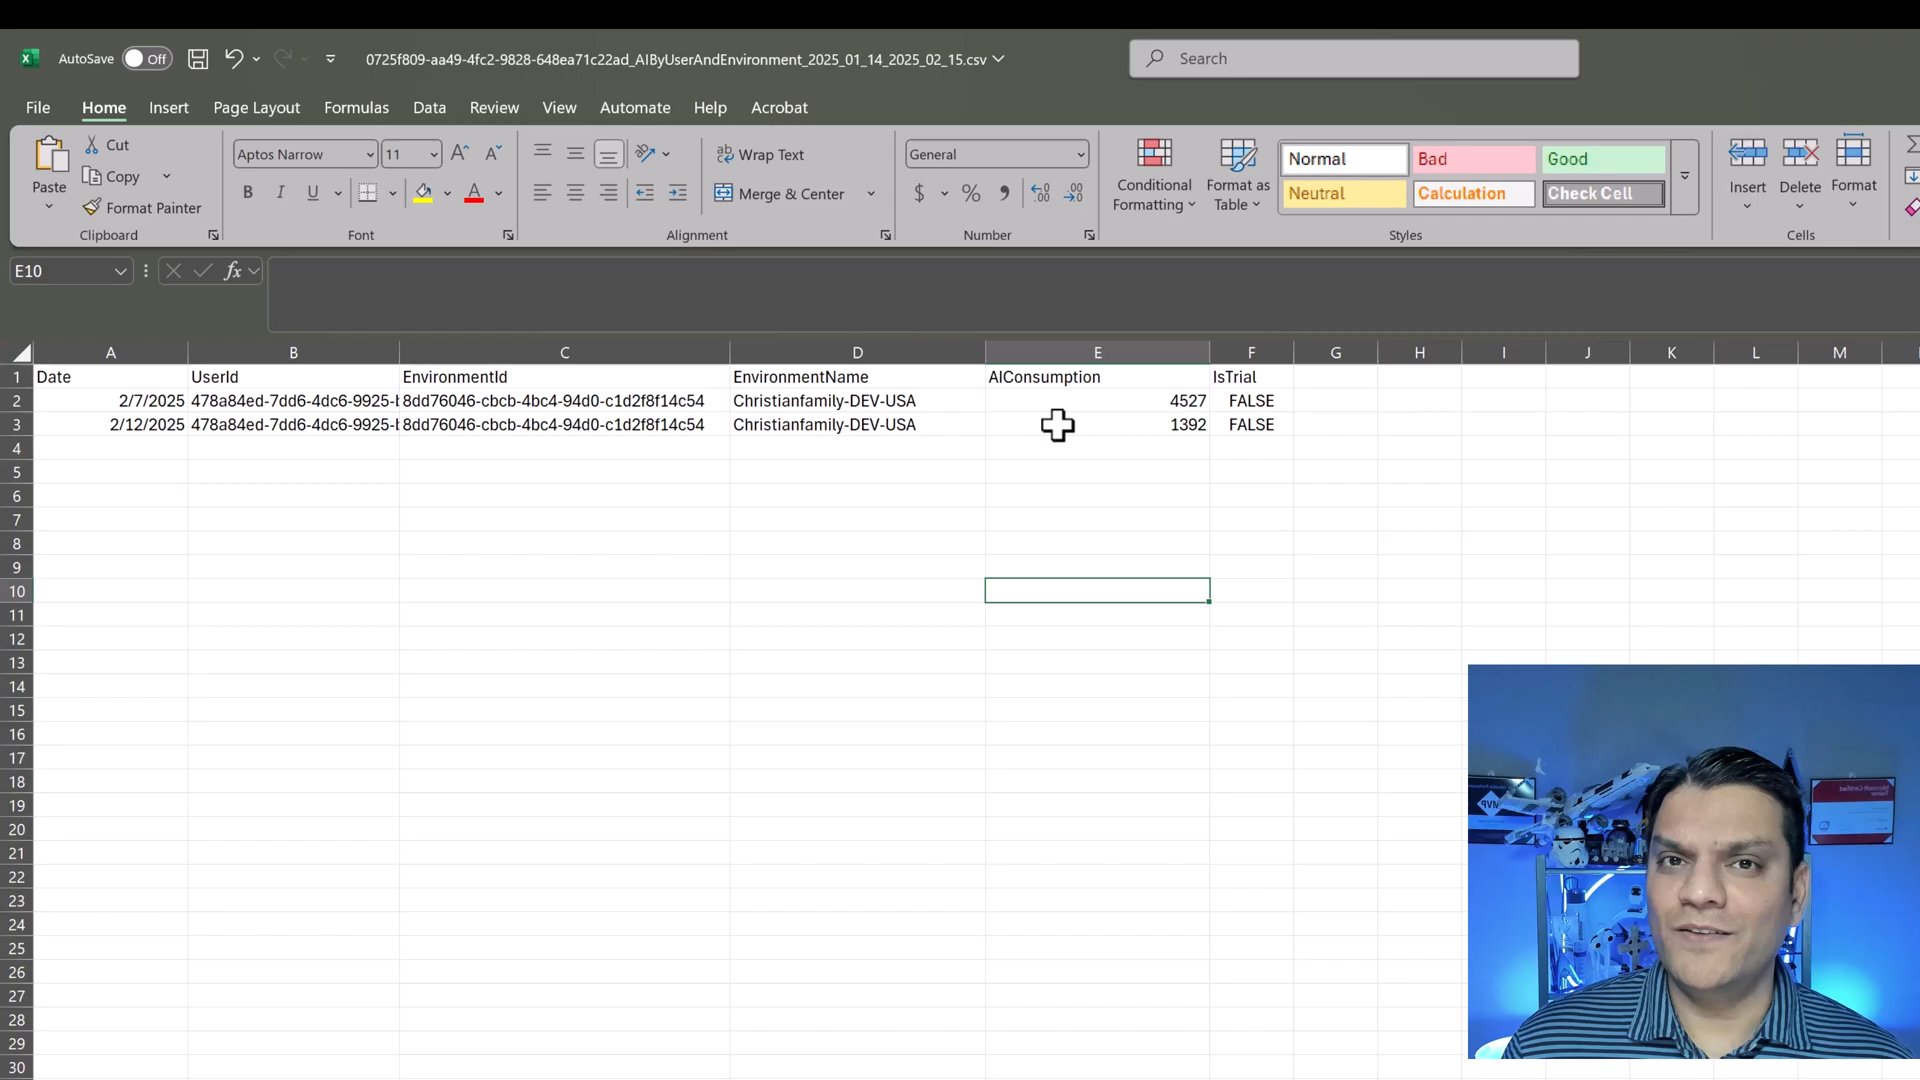 AutoSave Off 0725f809-aa49-4fc2-9828-648ea71c22ad_AIByUserAndEnvironment_2025_01_14_2025_02_15.csv Search
File Home Insert Page Layout Formulas Data Review View Automate Help Acrobat
Paste
Cut
Copy
Format Painter
Clipboard
Aptos Narrow 11
B I U
Font
Wrap Text
Merge & Center
Alignment
General
$ % 9
Number
Conditional Formatting
Format as Table
Normal Bad Good
Neutral Calculation Check Cell
Styles
Insert Delete Format
Cells
E10 fx
A B C D E F G H I J K L M
1 Date UserId EnvironmentId EnvironmentName AIConsumption IsTrial
2 2/7/2025 478a84ed-7dd6-4dc6-9925- 8dd76046-cbcb-4bc4-94d0-c1d2f8f14c54 Christianfamily-DEV-USA 4527 FALSE
3 2/12/2025 478a84ed-7dd6-4dc6-9925- 8dd76046-cbcb-4bc4-94d0-c1d2f8f14c54 Christianfamily-DEV-USA 1392 FALSE
4
5
6
7
8
9
10
11
12
13
14
15
16
17
18
19
20
21
22
23
24
25
26
27
28
29
30